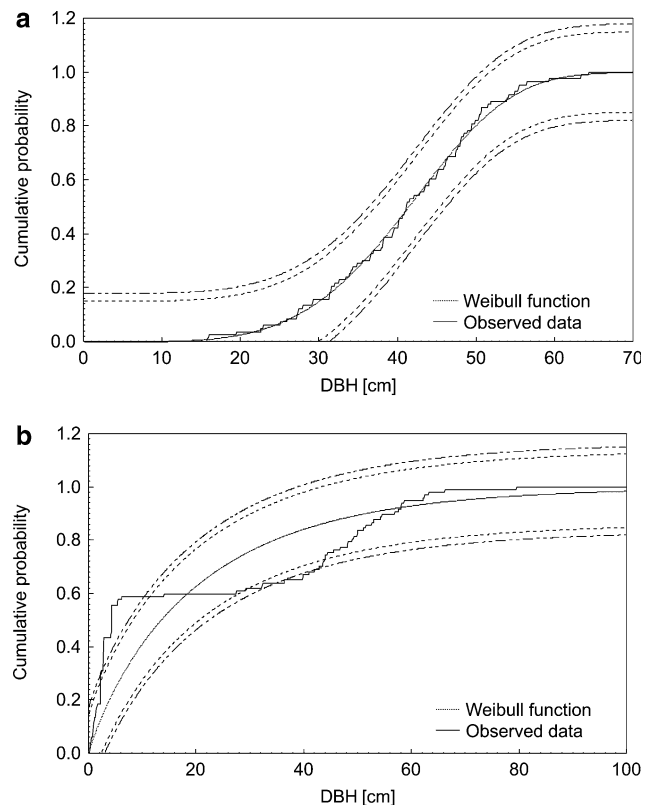 a
1.2
1.0
0.8
0.6
0.4
0.2
0.0
Cumulative probability
Weibull function
Observed data
0 10 20 30 40 50 60 70
DBH [cm]
b
1.2
1.0
0.8
0.6
0.4
0.2
0.0
Cumulative probability
Weibull function
Observed data
0 20 40 60 80 100
DBH [cm]